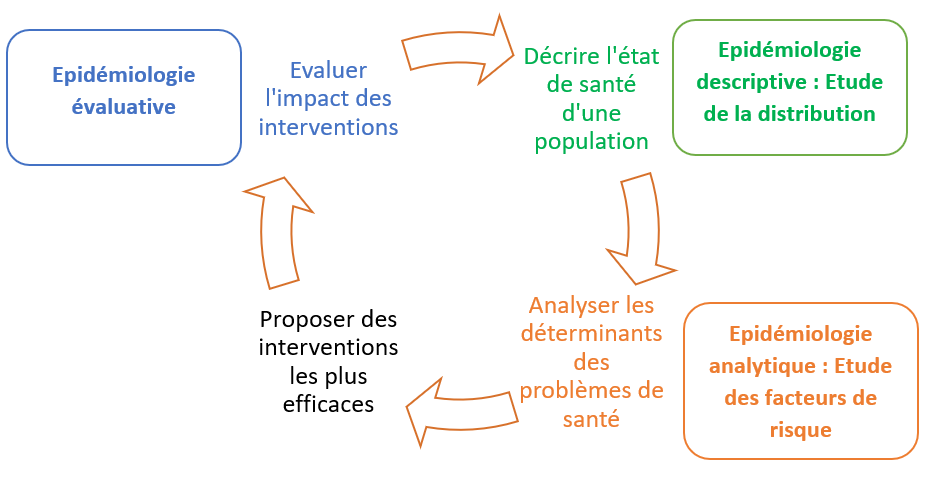 Epidémiologie
évaluative
Evaluer
l'impact des
interventions
Décrire l'état
de santé
d'une
population
Epidémiologie
descriptive : Etude
de la distribution
Analyser les
déterminants
des
problèmes de
santé
Epidémiologie
analytique : Etude
des facteurs de
risque
Proposer des
interventions
les plus
efficaces